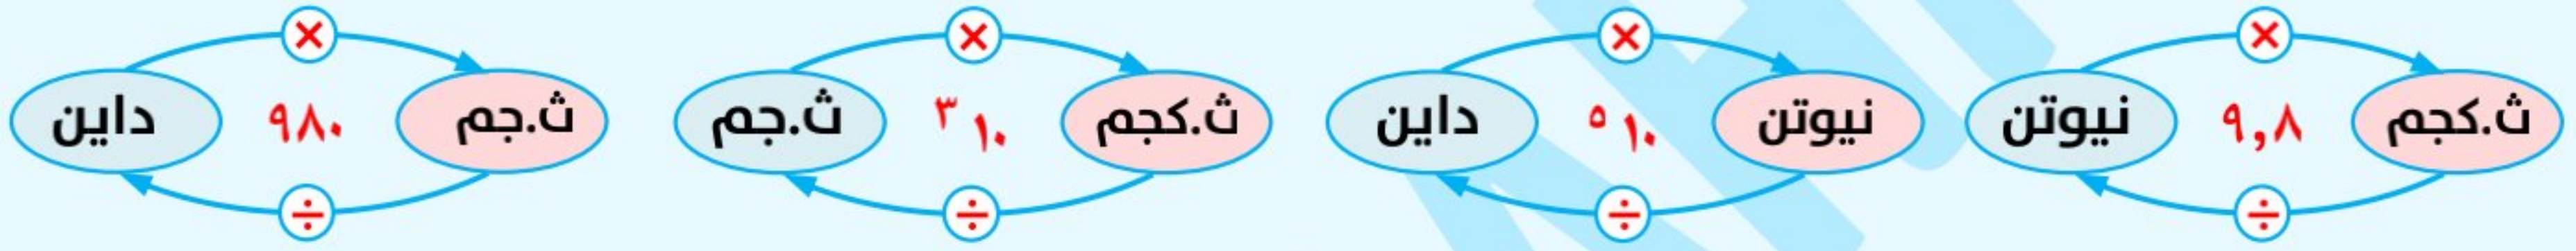 ×
ث.كجم ٩,٨ نيوتن
÷
×
نيوتن ١٠ ٥ داين
÷
×
ث.كجم ١٠ ٣ ث.جم
÷
×
ث.جم ٩٨٠ داين
÷